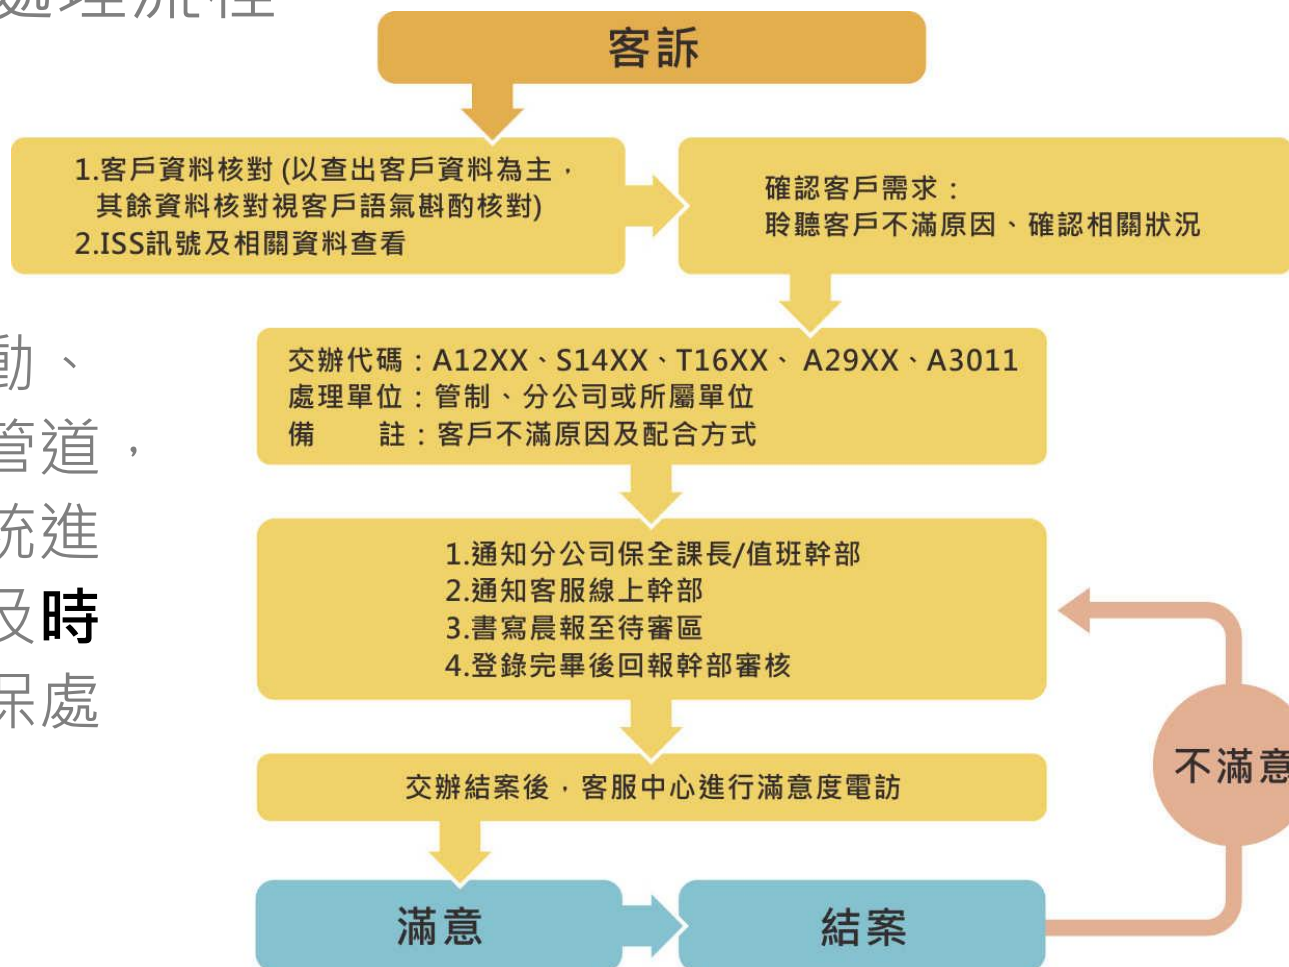 處理流程
客訴
1.客戶資料核對 (以查出客戶資料為主，
其餘資料核對視客戶語氣斟酌核對)
2.ISS訊號及相關資料查看
確認客戶需求：
聆聽客戶不滿原因、確認相關狀況
動、
管道，
統進
及時
保處
交辦代碼：A12XX、S14XX、T16XX、 A29XX、A3011
處理單位：管制、分公司或所屬單位
備　　註：客戶不滿原因及配合方式
1.通知分公司保全課長/值班幹部
2.通知客服線上幹部
3.書寫晨報至待審區
4.登錄完畢後回報幹部審核
不滿意
交辦結案後，客服中心進行滿意度電訪
滿意
結案